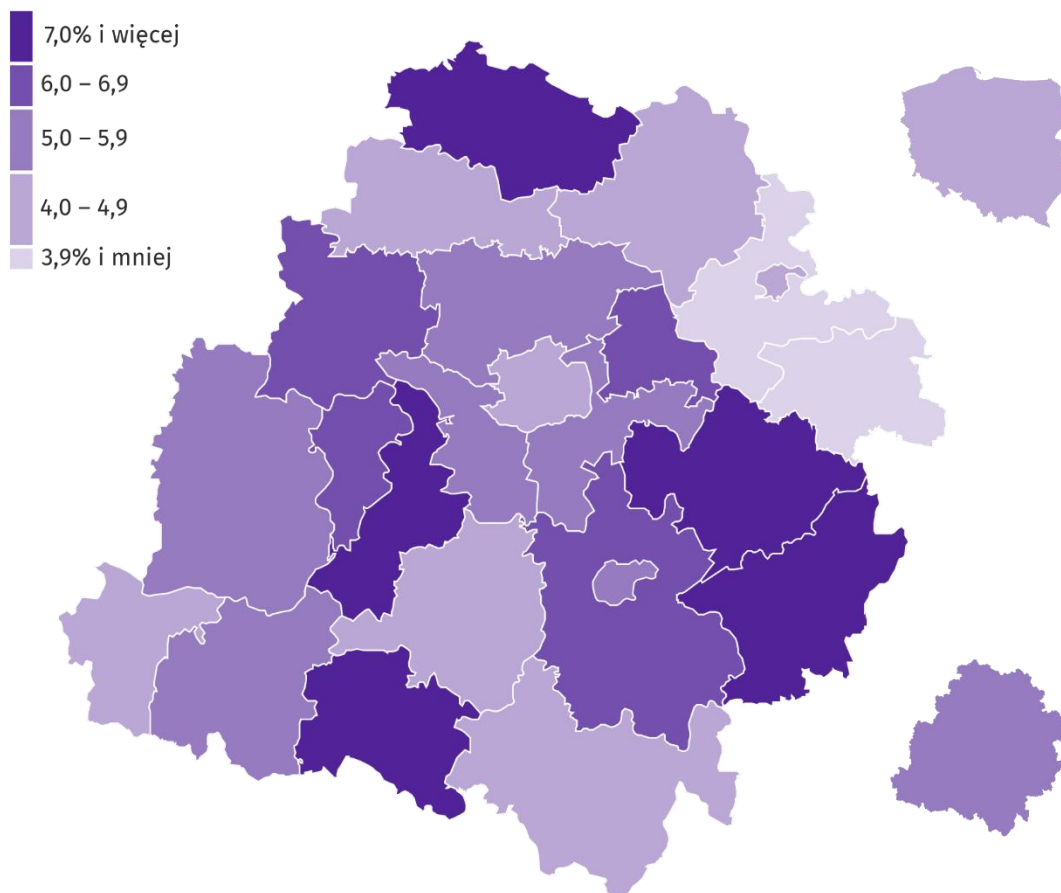 7,0% i więcej
6,0 – 6,9
5,0 – 5,9
4,0 – 4,9
3,9% i mniej